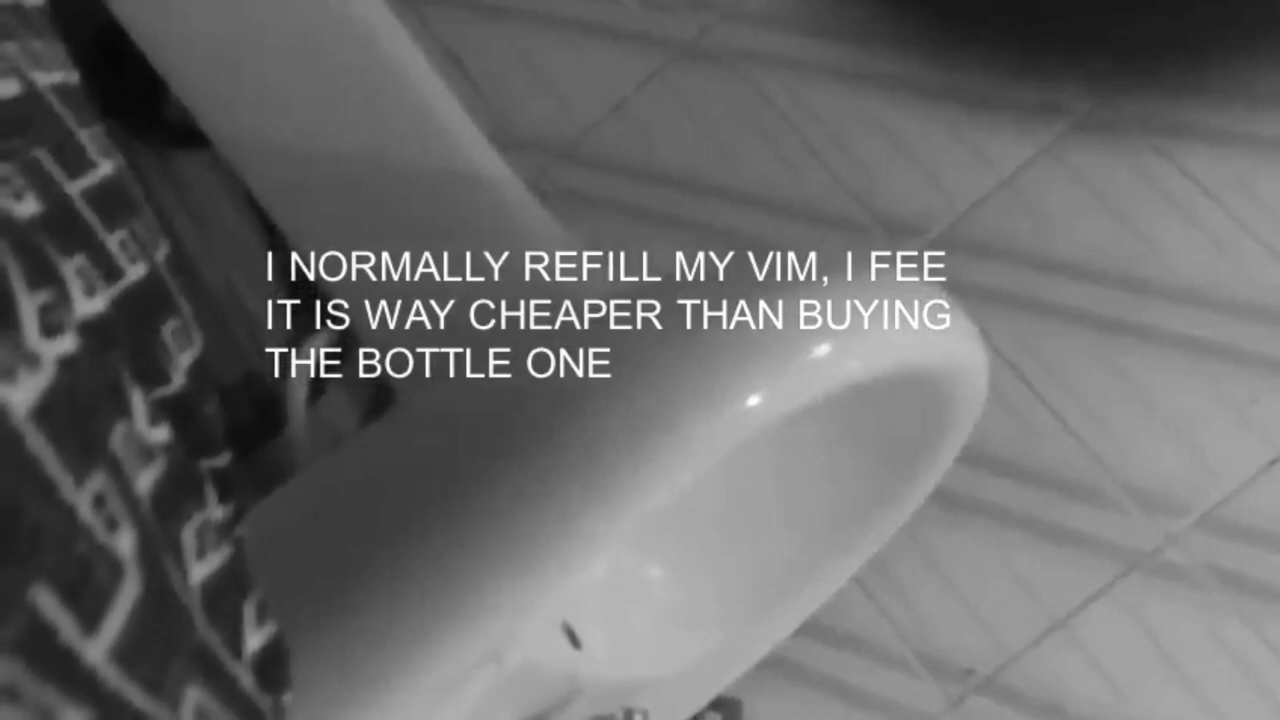 I NORMALLY REFILL MY VIM, I FEE
IT IS WAY CHEAPER THAN BUYING
THE BOTTLE ONE